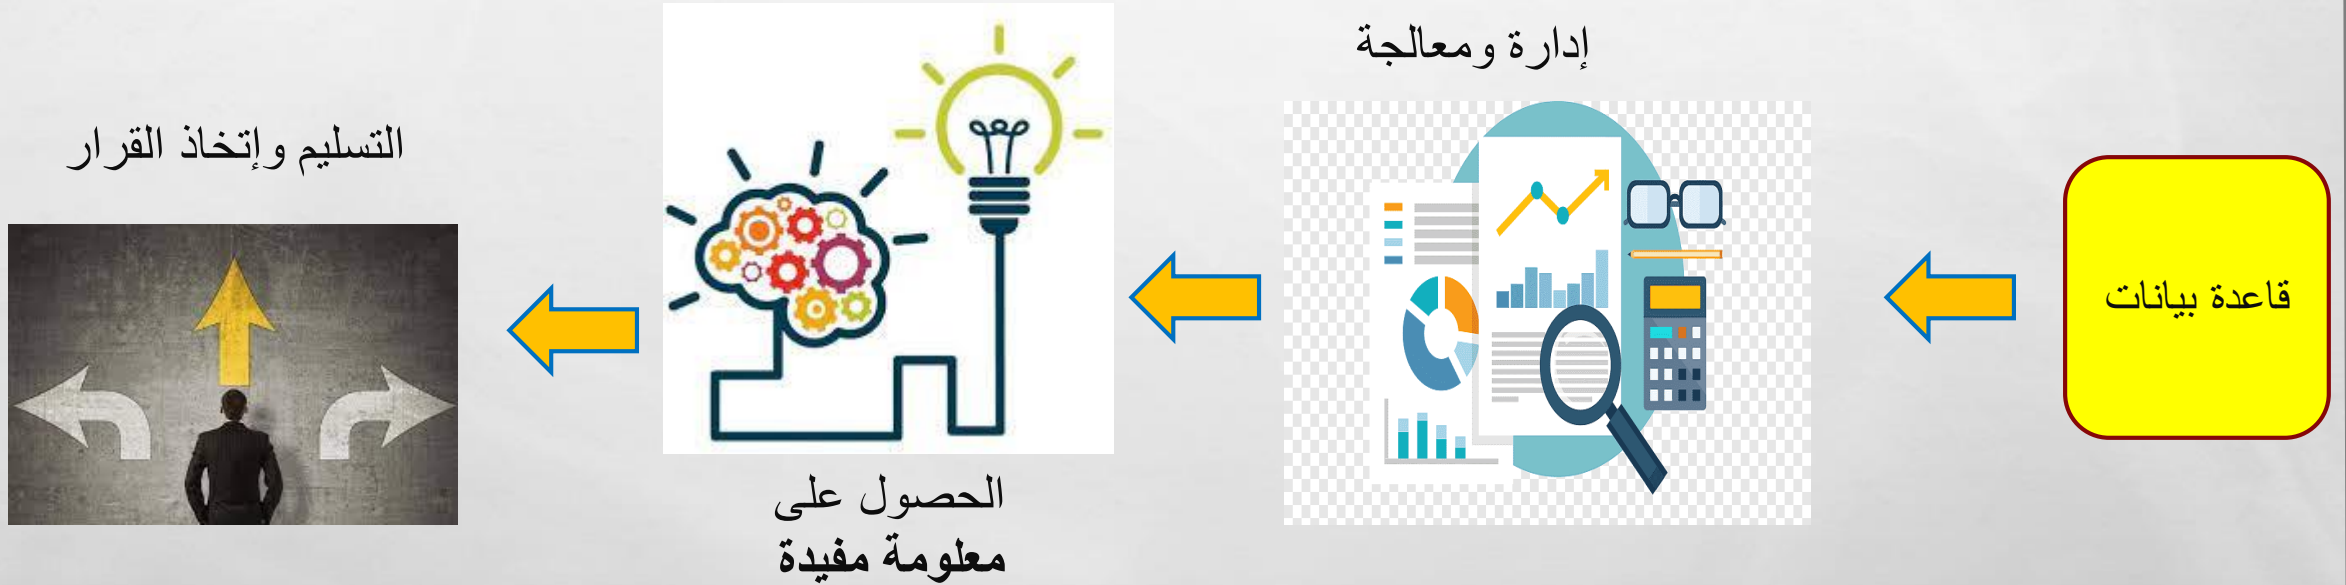 قاعدة بيانات
إدارة ومعالجة
الحصول على
معلومة مفيدة
التسليم وإتخاذ القرار